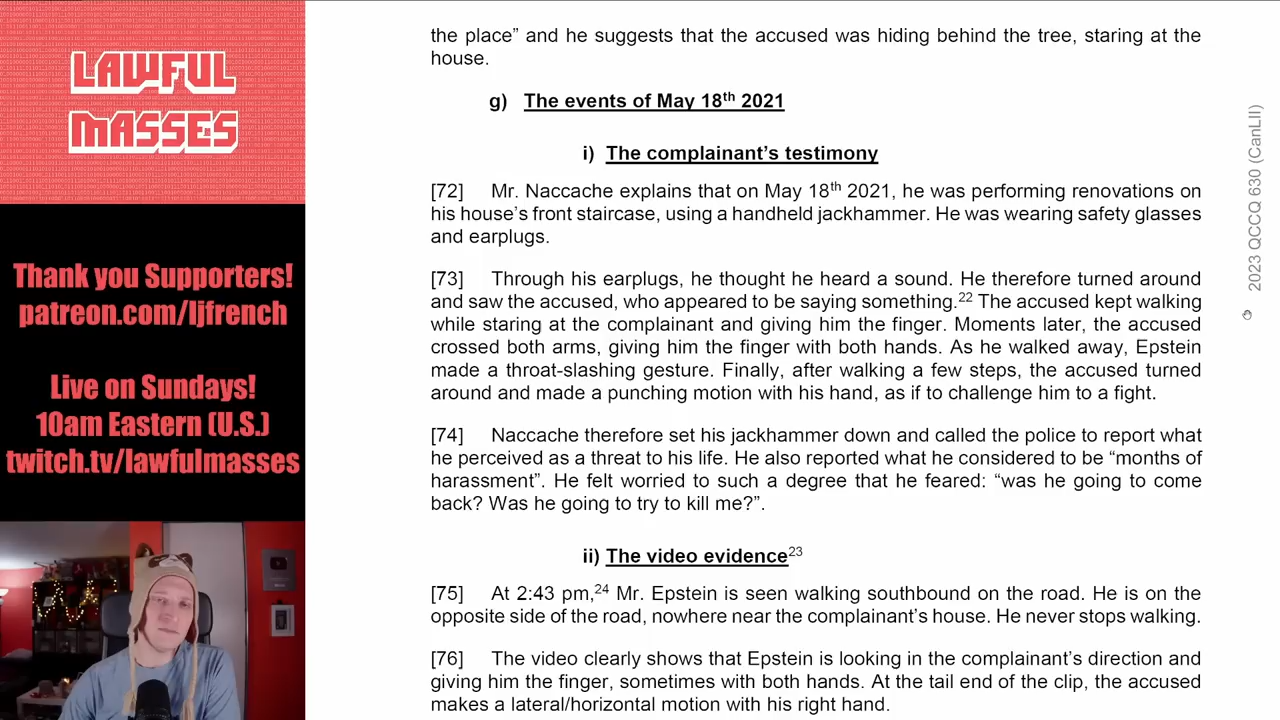 LAWFUL
MASSES
Thank you Supporters!
patreon.com/ljfrench
Live on Sundays!
10am Eastern (U.S.)
twitch.tv/lawfulmasses
the place” and he suggests that the accused was hiding behind the tree, staring at the
house.
g) The events of May 18th 2021
i) The complainant’s testimony
[72] Mr. Naccache explains that on May 18th 2021, he was performing renovations on
his house’s front staircase, using a handheld jackhammer. He was wearing safety glasses
and earplugs.
[73] Through his earplugs, he thought he heard a sound. He therefore turned around
and saw the accused, who appeared to be saying something.22 The accused kept walking
while staring at the complainant and giving him the finger. Moments later, the accused
crossed both arms, giving him the finger with both hands. As he walked away, Epstein
made a throat-slashing gesture. Finally, after walking a few steps, the accused turned
around and made a punching motion with his hand, as if to challenge him to a fight.
[74] Naccache therefore set his jackhammer down and called the police to report what
he perceived as a threat to his life. He also reported what he considered to be “months of
harassment”. He felt worried to such a degree that he feared: “was he going to come
back? Was he going to try to kill me?”.
ii) The video evidence23
[75] At 2:43 pm,24 Mr. Epstein is seen walking southbound on the road. He is on the
opposite side of the road, nowhere near the complainant’s house. He never stops walking.
[76] The video clearly shows that Epstein is looking in the complainant’s direction and
giving him the finger, sometimes with both hands. At the tail end of the clip, the accused
makes a lateral/horizontal motion with his right hand.
2023 QCCQ 630 (CanLII)